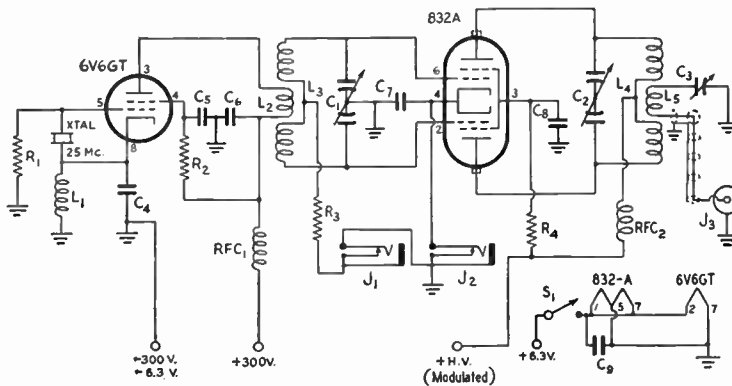 832A
6V6GT
3
5
4
8
XTAL
25 Mc.
R1
L1
C4
C5
C6
R2
L2
RFC1
L3
C1
C7
R3
6
4
2
3
C8
C2
L4
L5
C3
R4
RFC2
J1
J2
J3
832-A
6V6GT
S1
1
5
7
2
7
C9
+6.3V.
-300V.
-6.3 V.
+300V.
+H.V.
(Modulated)